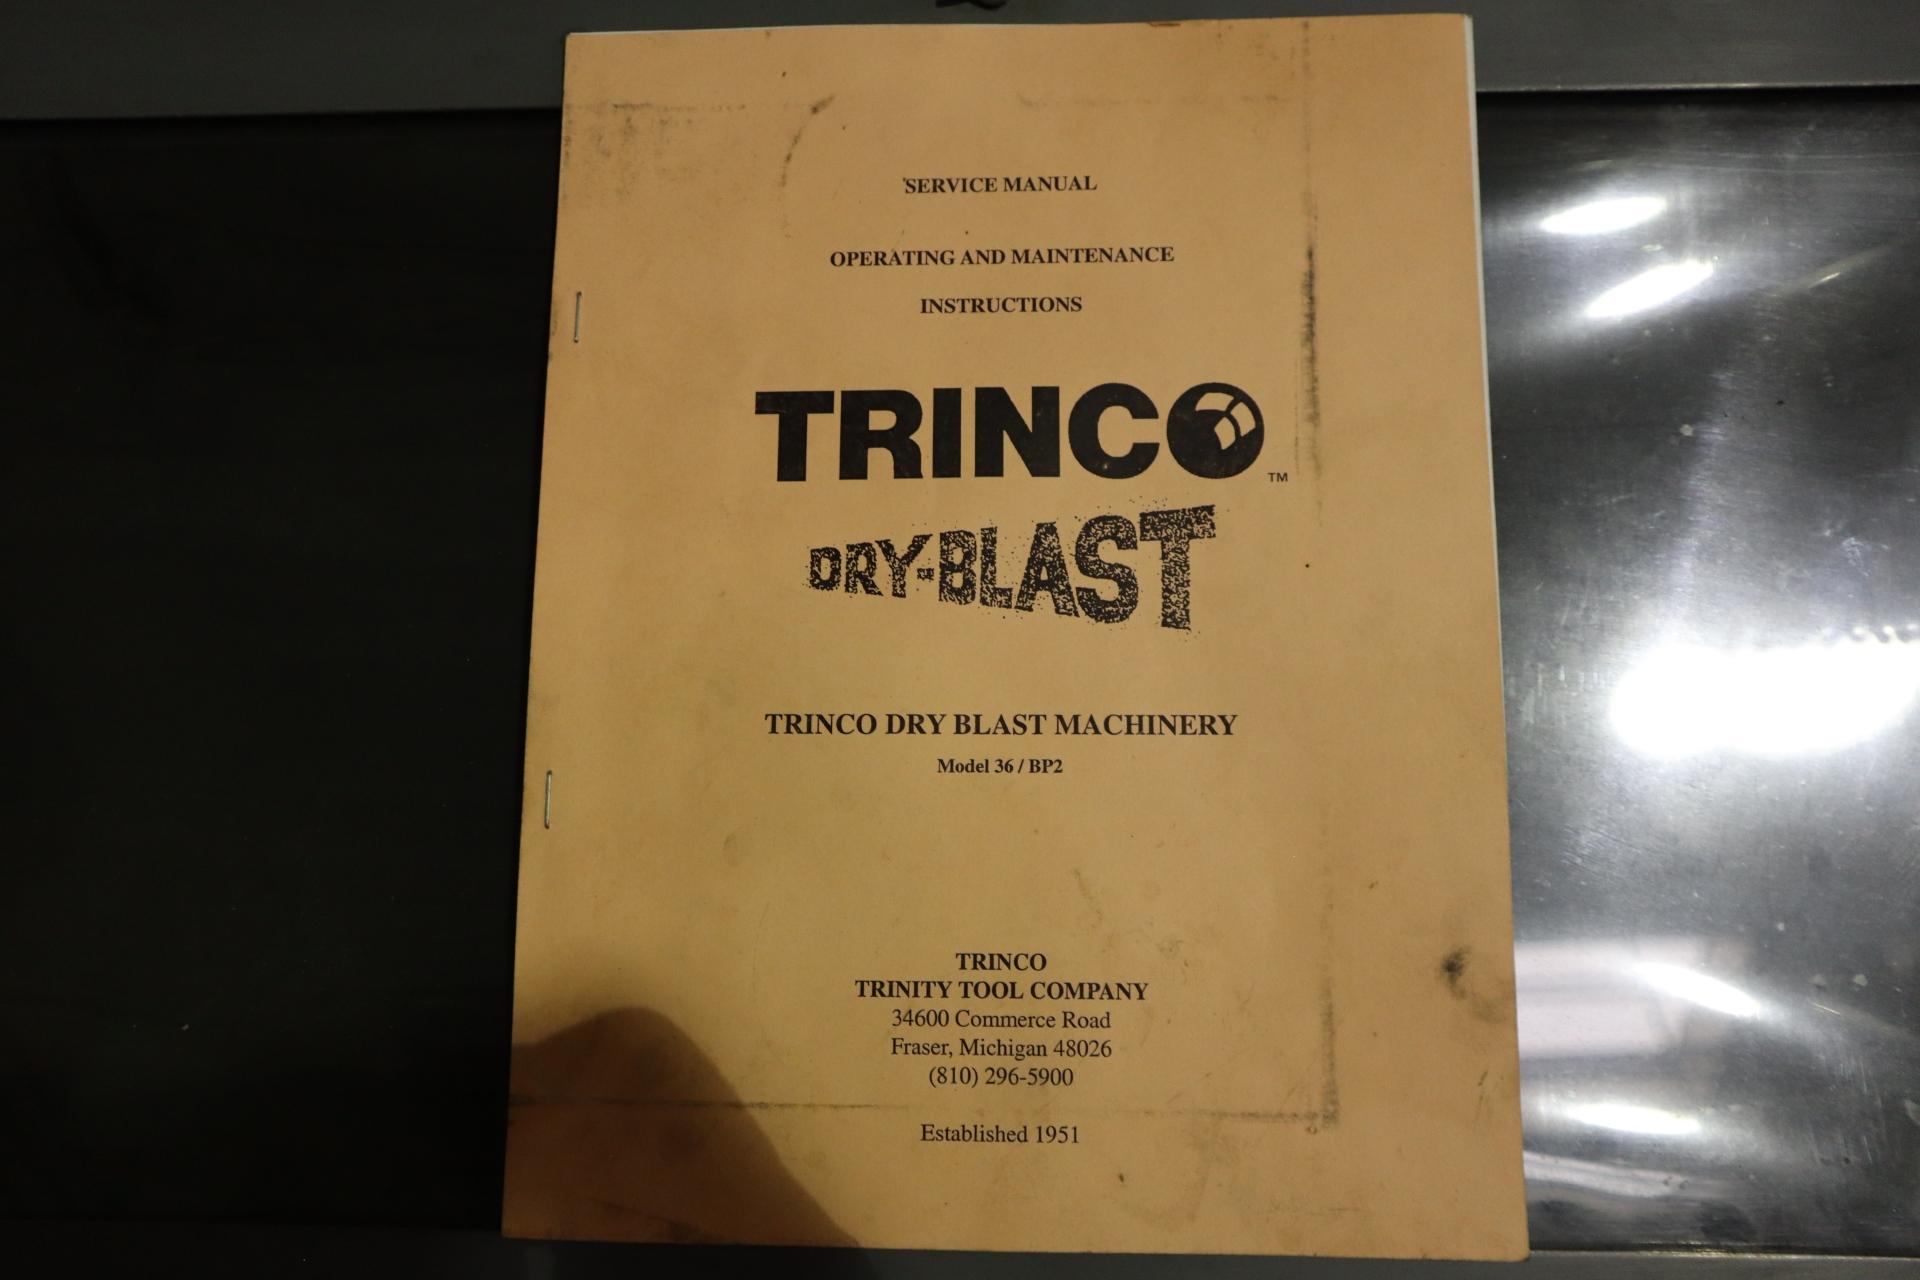 SERVICE MANUAL
OPERATING AND MAINTENANCE
INSTRUCTIONS
TRINCO TM
DRY-BLAST
TRINCO DRY BLAST MACHINERY
Model 36 / BP2
TRINCO
TRINITY TOOL COMPANY
34600 Commerce Road
Fraser, Michigan 48026
(810) 296-5900
Established 1951